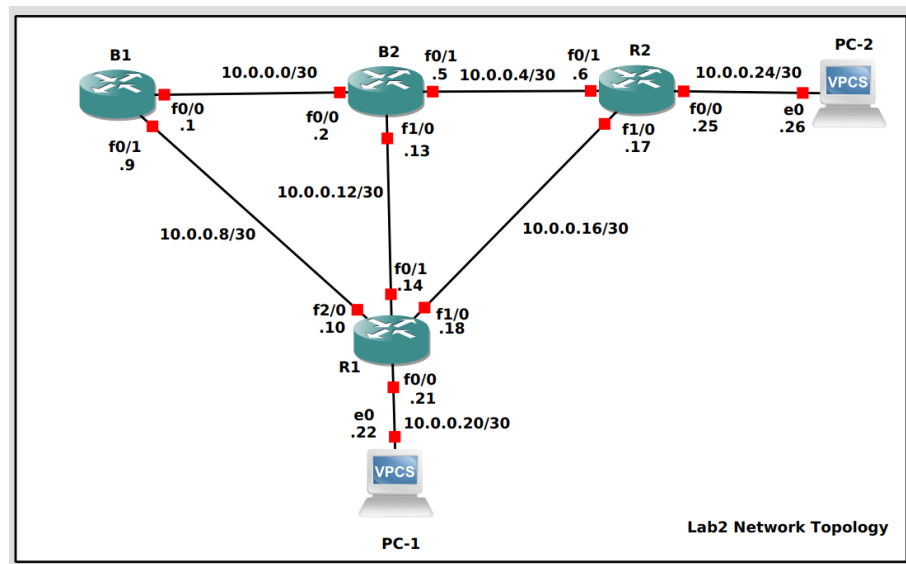 B1
B2
R2
PC-2
10.0.0.0/30
f0/1
.5
10.0.0.4/30
f0/1
.6
10.0.0.24/30
VPCS
f0/0
.1
f0/0
.2
f1/0
.13
f1/0
.17
f0/0
.25
e0
.26
f0/1
.9
10.0.0.12/30
10.0.0.8/30
10.0.0.16/30
f0/1
.14
f2/0
.10
f1/0
.18
R1
f0/0
.21
e0
.22
10.0.0.20/30
VPCS
Lab2 Network Topology
PC-1